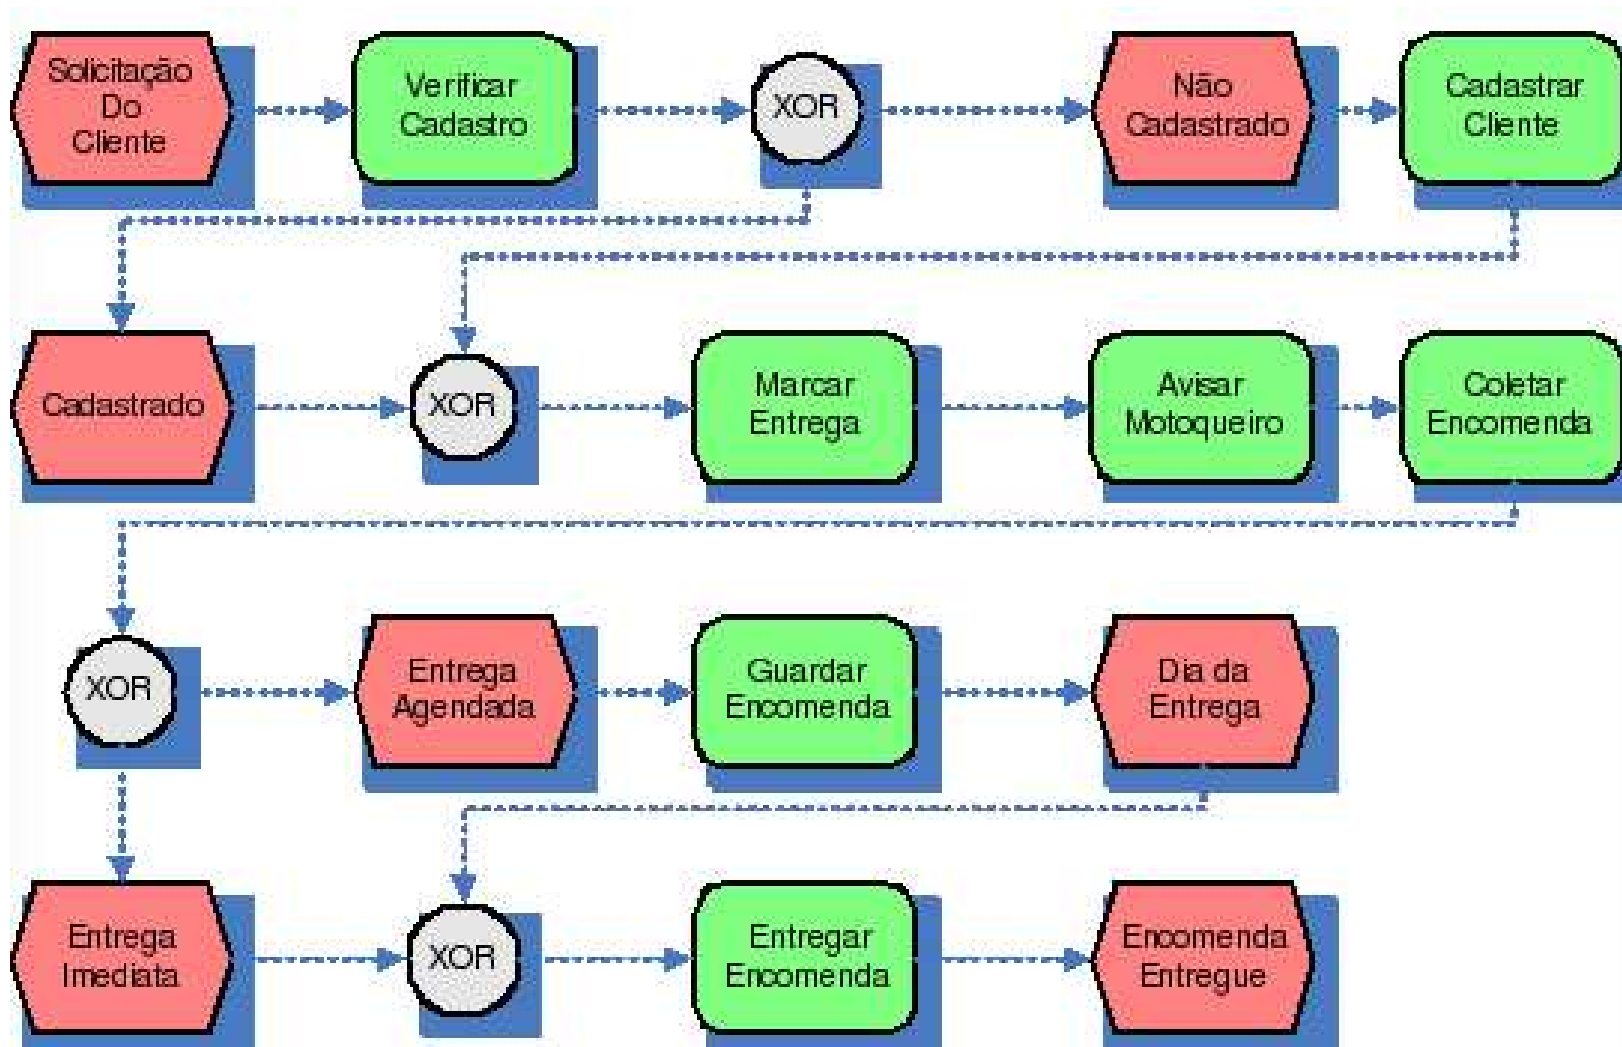 Solicitação
Do
Cliente
Verificar
Cadastro
XOR
Não
Cadastrado
Cadastrar
Cliente
Cadastrado
XOR
Marcar
Entrega
Avisar
Motoqueiro
Coletar
Encomenda
XOR
Entrega
Agendada
Guardar
Encomenda
Dia da
Entrega
Entrega
Imediata
XOR
Entregar
Encomenda
Encomenda
Entregue